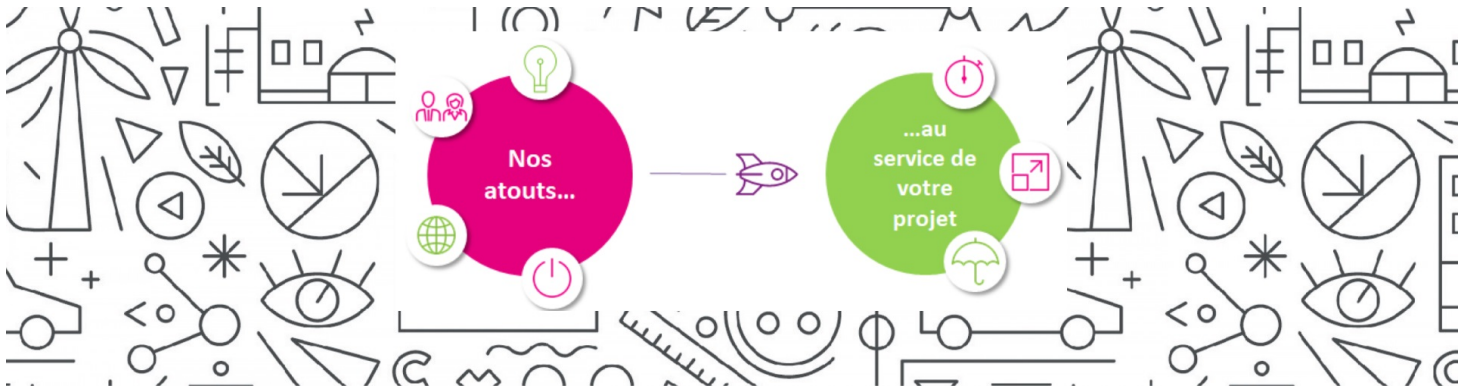 Nos
atouts...
...au
service de
votre
projet